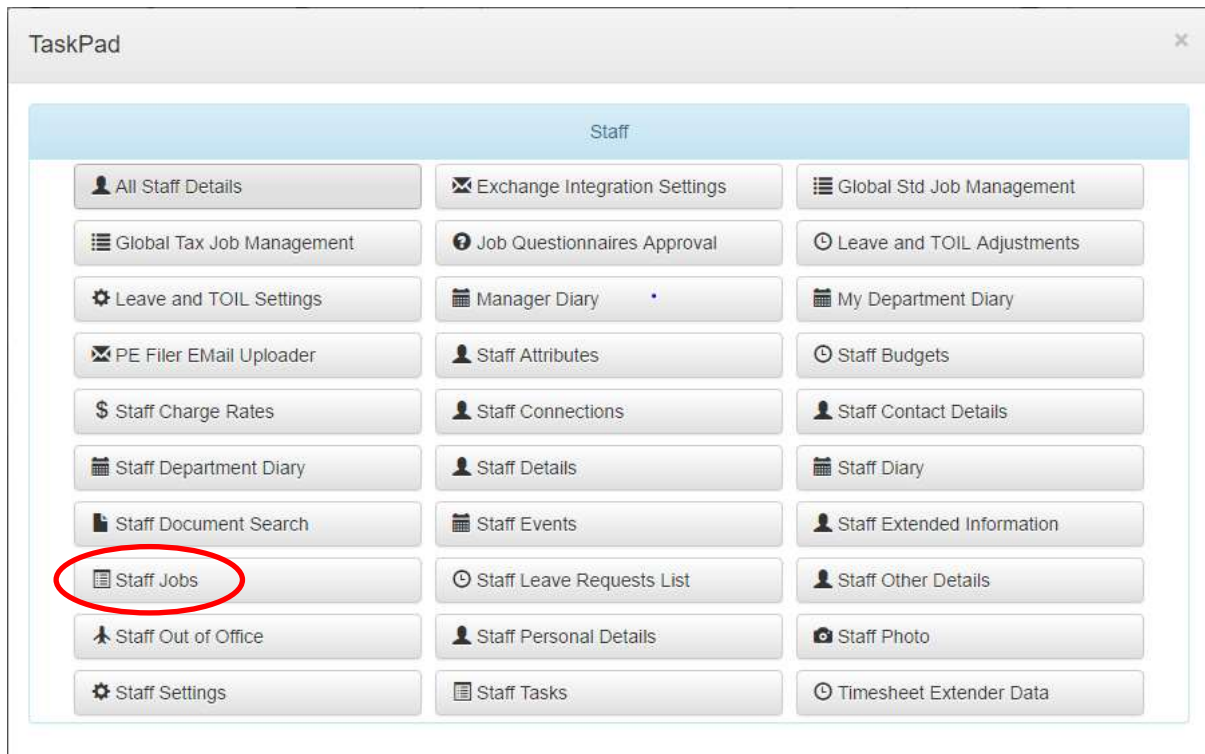 TaskPad
×
Staff
All Staff Details
Exchange Integration Settings
Global Std Job Management
Global Tax Job Management
Job Questionnaires Approval
Leave and TOIL Adjustments
Leave and TOIL Settings
Manager Diary
My Department Diary
PE Filer EMail Uploader
Staff Attributes
Staff Budgets
$ Staff Charge Rates
Staff Connections
Staff Contact Details
Staff Department Diary
Staff Details
Staff Diary
Staff Document Search
Staff Events
Staff Extended Information
Staff Jobs
Staff Leave Requests List
Staff Other Details
Staff Out of Office
Staff Personal Details
Staff Photo
Staff Settings
Staff Tasks
Timesheet Extender Data